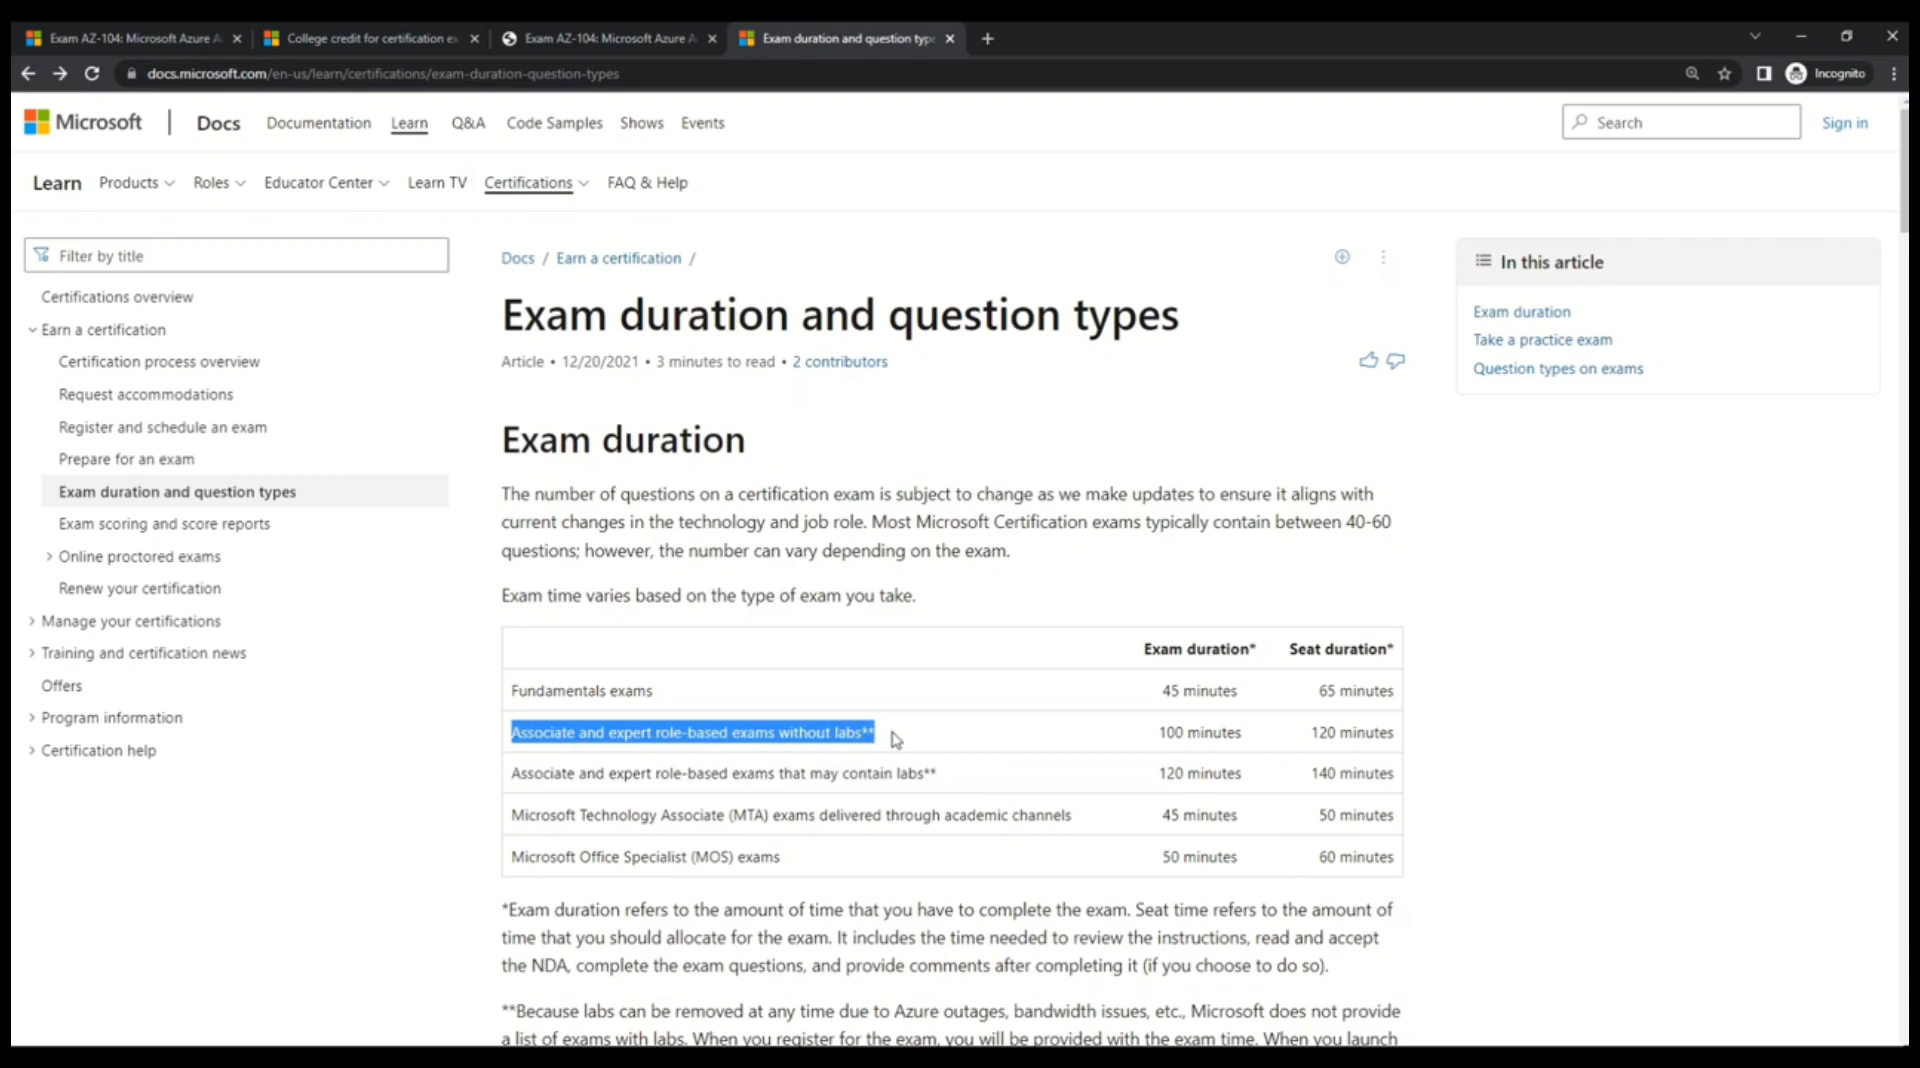 Exam AZ-104: Microsoft Azure A
College credit for certification e
Exam AZ-104: Microsoft Azure A
Exam duration and question typ
docs.microsoft.com/en-us/learn/certifications/exam-duration-question-types
Incognito
Microsoft
Docs
Documentation
Learn
Q&A
Code Samples
Shows
Events
Search
Sign in
Learn
Products
Roles
Educator Center
Learn TV
Certifications
FAQ & Help
Filter by title
Certifications overview
Earn a certification
Certification process overview
Request accommodations
Register and schedule an exam
Prepare for an exam
Exam duration and question types
Exam scoring and score reports
Online proctored exams
Renew your certification
Manage your certifications
Training and certification news
Offers
Program information
Certification help
Docs / Earn a certification /
Exam duration and question types
Article • 12/20/2021 • 3 minutes to read • 2 contributors
Exam duration
The number of questions on a certification exam is subject to change as we make updates to ensure it aligns with
current changes in the technology and job role. Most Microsoft Certification exams typically contain between 40-60
questions; however, the number can vary depending on the exam.
Exam time varies based on the type of exam you take.
Exam duration* Seat duration*
Fundamentals exams 45 minutes 65 minutes
Associate and expert role-based exams without labs** 100 minutes 120 minutes
Associate and expert role-based exams that may contain labs** 120 minutes 140 minutes
Microsoft Technology Associate (MTA) exams delivered through academic channels 45 minutes 50 minutes
Microsoft Office Specialist (MOS) exams 50 minutes 60 minutes
*Exam duration refers to the amount of time that you have to complete the exam. Seat time refers to the amount of
time that you should allocate for the exam. It includes the time needed to review the instructions, read and accept
the NDA, complete the exam questions, and provide comments after completing it (if you choose to do so).
**Because labs can be removed at any time due to Azure outages, bandwidth issues, etc., Microsoft does not provide
a list of exams with labs. When you register for the exam, you will be provided with the exam time. When you launch
In this article
Exam duration
Take a practice exam
Question types on exams